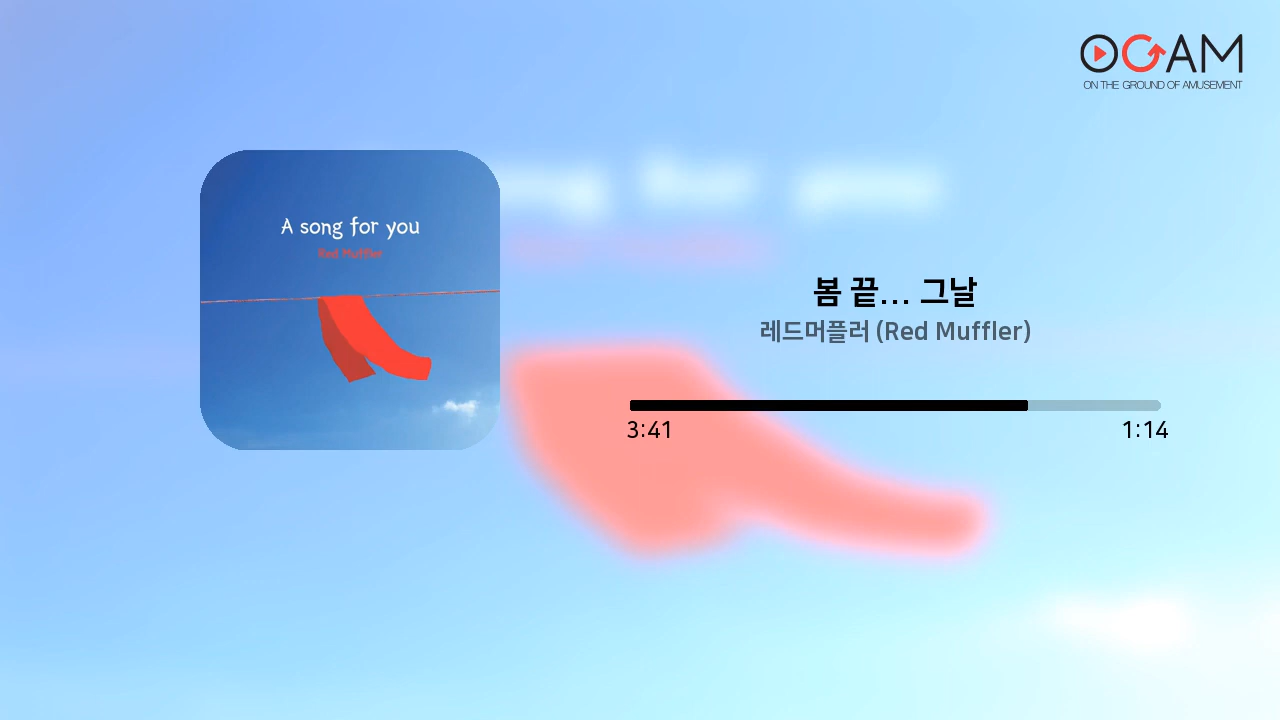 OGAM
ON THE GROUND OF AMUSEMENT
A song for you
Red Muffler
봄 끝... 그날
레드머플러 (Red Muffler)
3:41
1:14